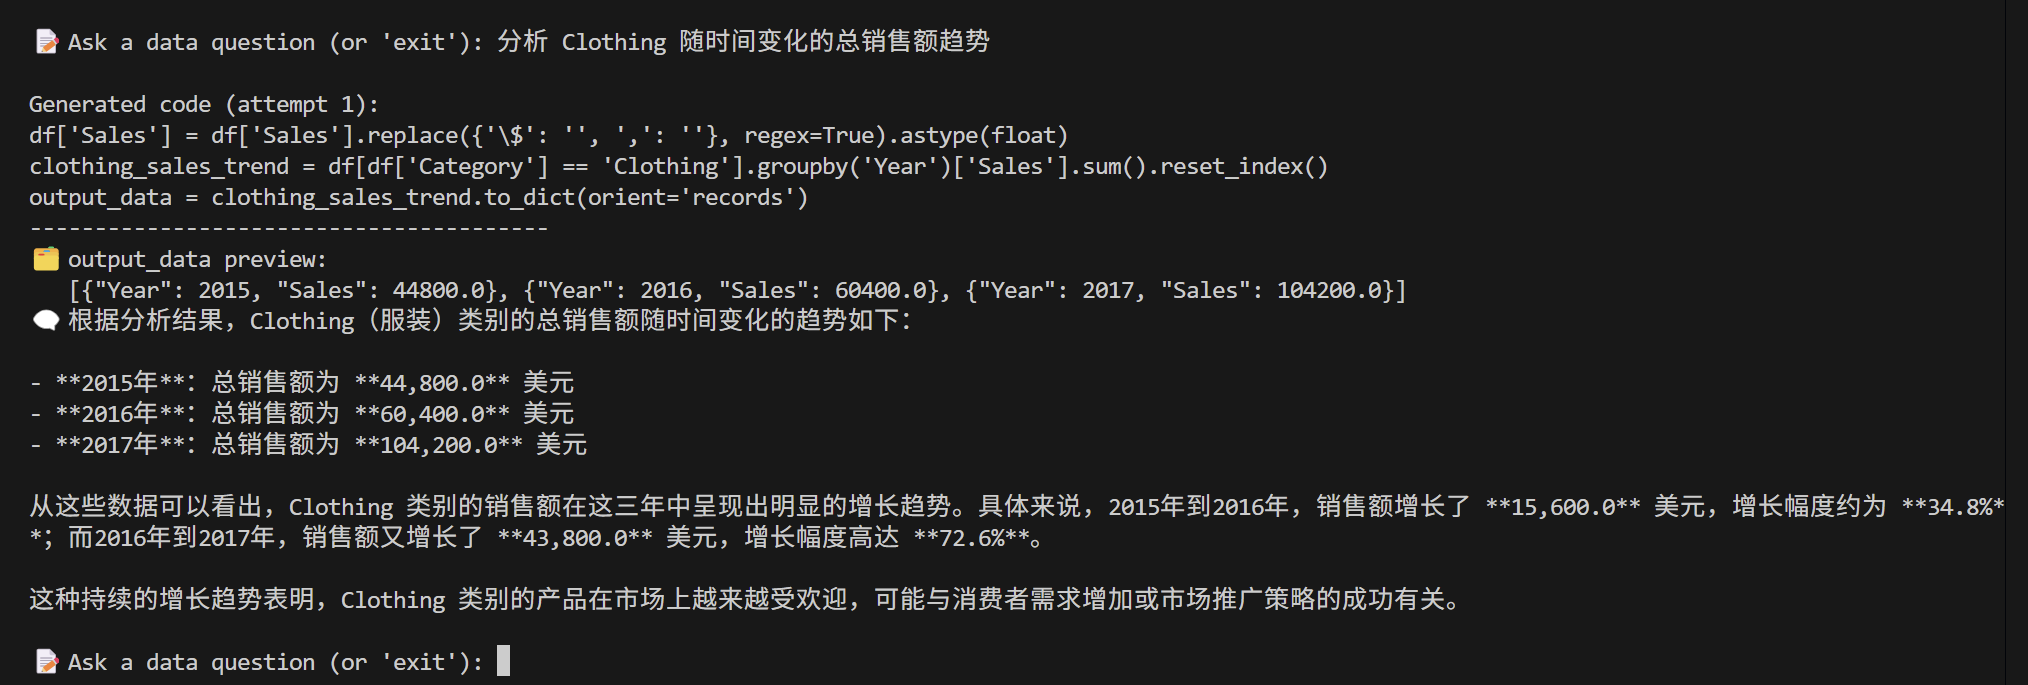 📝 Ask a data question (or 'exit'): 分析 Clothing 随时间变化的总销售额趋势
Generated code (attempt 1):
df['Sales'] = df['Sales'].replace({'\$': '', ',': ''}, regex=True).astype(float)
clothing_sales_trend = df[df['Category'] == 'Clothing'].groupby('Year')['Sales'].sum().reset_index()
output_data = clothing_sales_trend.to_dict(orient='records')
----------------------------------------
🗂️ output_data preview:
[{"Year": 2015, "Sales": 44800.0}, {"Year": 2016, "Sales": 60400.0}, {"Year": 2017, "Sales": 104200.0}]
🗨️ 根据分析结果，Clothing（服装）类别的总销售额随时间变化的趋势如下：
- **2015年**：总销售额为 **44,800.0** 美元
- **2016年**：总销售额为 **60,400.0** 美元
- **2017年**：总销售额为 **104,200.0** 美元
从这些数据可以看出，Clothing 类别的销售额在这三年中呈现出明显的增长趋势。具体来说，2015年到2016年，销售额增长了 **15,600.0** 美元，增长幅度约为 **34.8%*
*；而2016年到2017年，销售额又增长了 **43,800.0** 美元，增长幅度高达 **72.6%**。
这种持续的增长趋势表明，Clothing 类别的产品在市场上越来越受欢迎，可能与消费者需求增加或市场推广策略的成功有关。
📝 Ask a data question (or 'exit'):